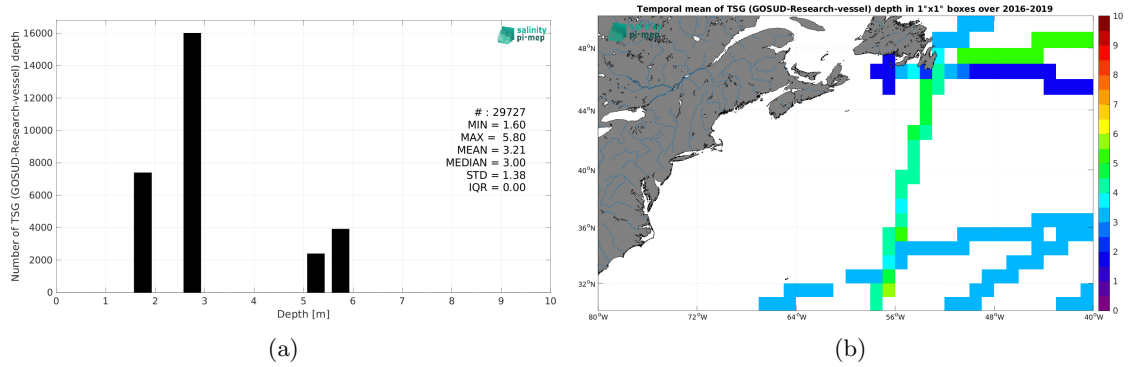 16000
14000
12000
10000
8000
6000
4000
2000
0
Number of TSG (GOSUD-Research-vessel) depth
0 1 2 3 4 5 6 7 8 9 10
Depth [m]
salinity
pi-mep
# : 29727
MIN = 1.60
MAX = 5.80
MEAN = 3.21
MEDIAN = 3.00
STD = 1.38
IQR = 0.00
(a)
Temporal mean of TSG (GOSUD-Research-vessel) depth in 1°x1° boxes over 2016-2019
salinity
pi-mep
48°N
44°N
40°N
36°N
32°N
80°W 72°W 64°W 56°W 48°W 40°W
10
9
8
7
6
5
4
3
2
1
0
(b)